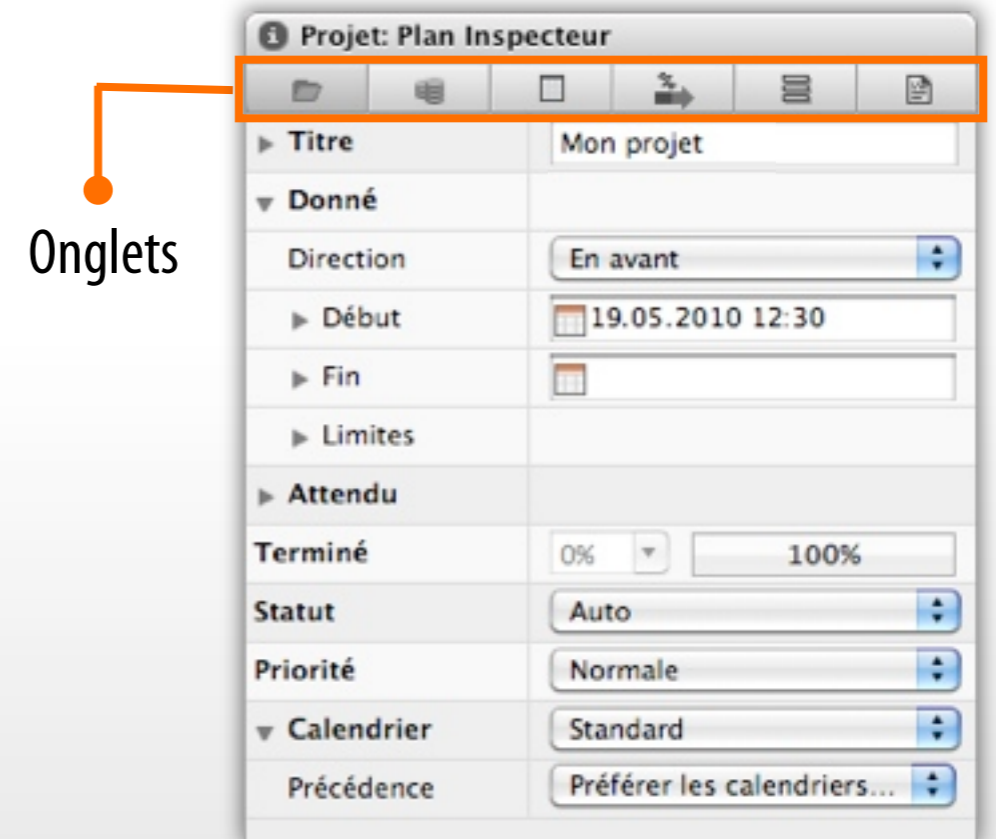 Projet: Plan Inspecteur
Onglets
Titre Mon projet
Donné
Direction En avant
Début 19.05.2010 12:30
Fin
Limites
Attendu
Terminé 0% 100%
Statut Auto
Priorité Normale
Calendrier Standard
Précédence Préférer les calendriers...